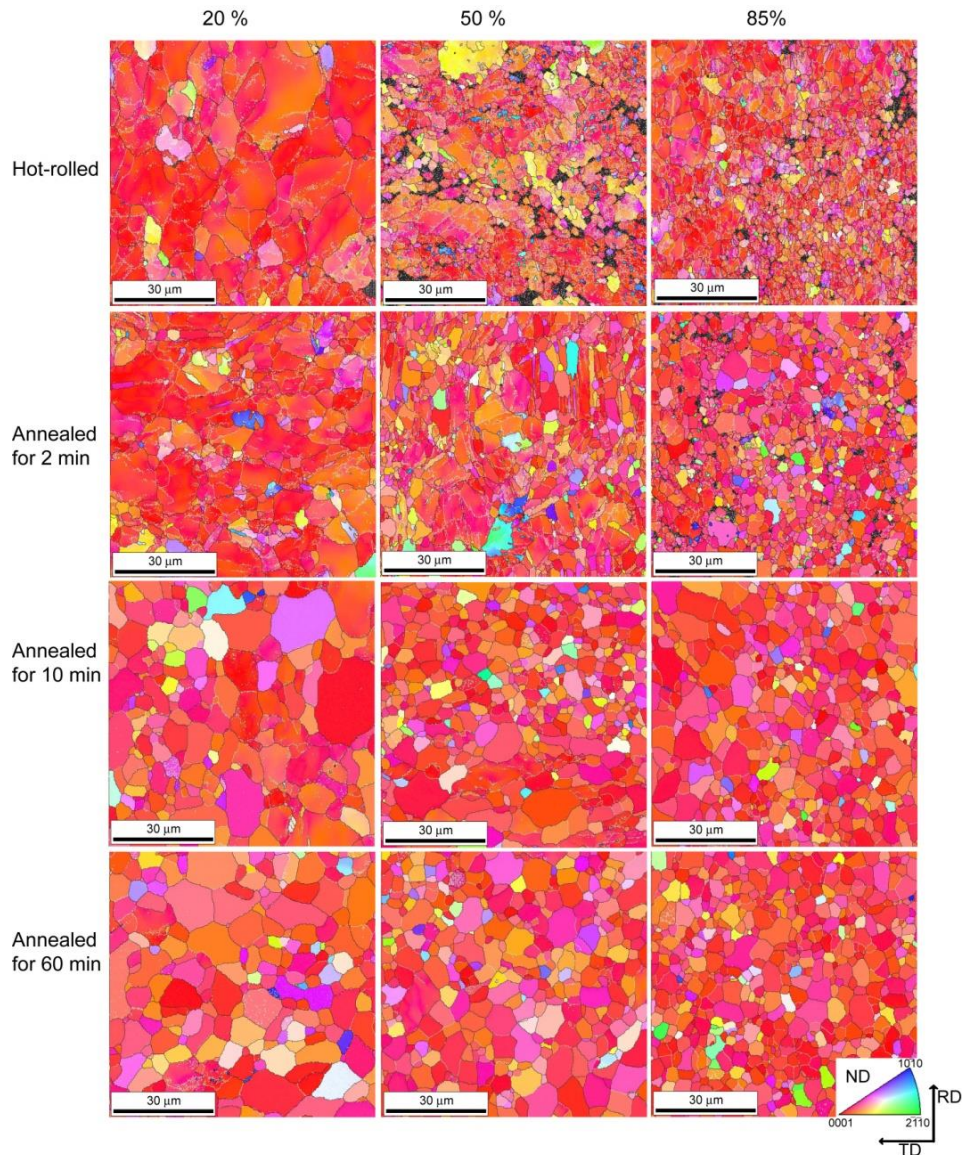 20 %
50 %
85%
Hot-rolled
30 μm
30 μm
30 μm
Annealed
for 2 min
30 μm
30 μm
30 μm
Annealed
for 10 min
30 μm
30 μm
30 μm
Annealed
for 60 min
30 μm
30 μm
30 μm
ND
1010
0001
2110
RD
TD